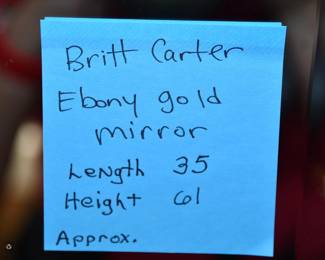 Britt Carter
Ebony gold
mirror
Length 35
Height 61
Approx.